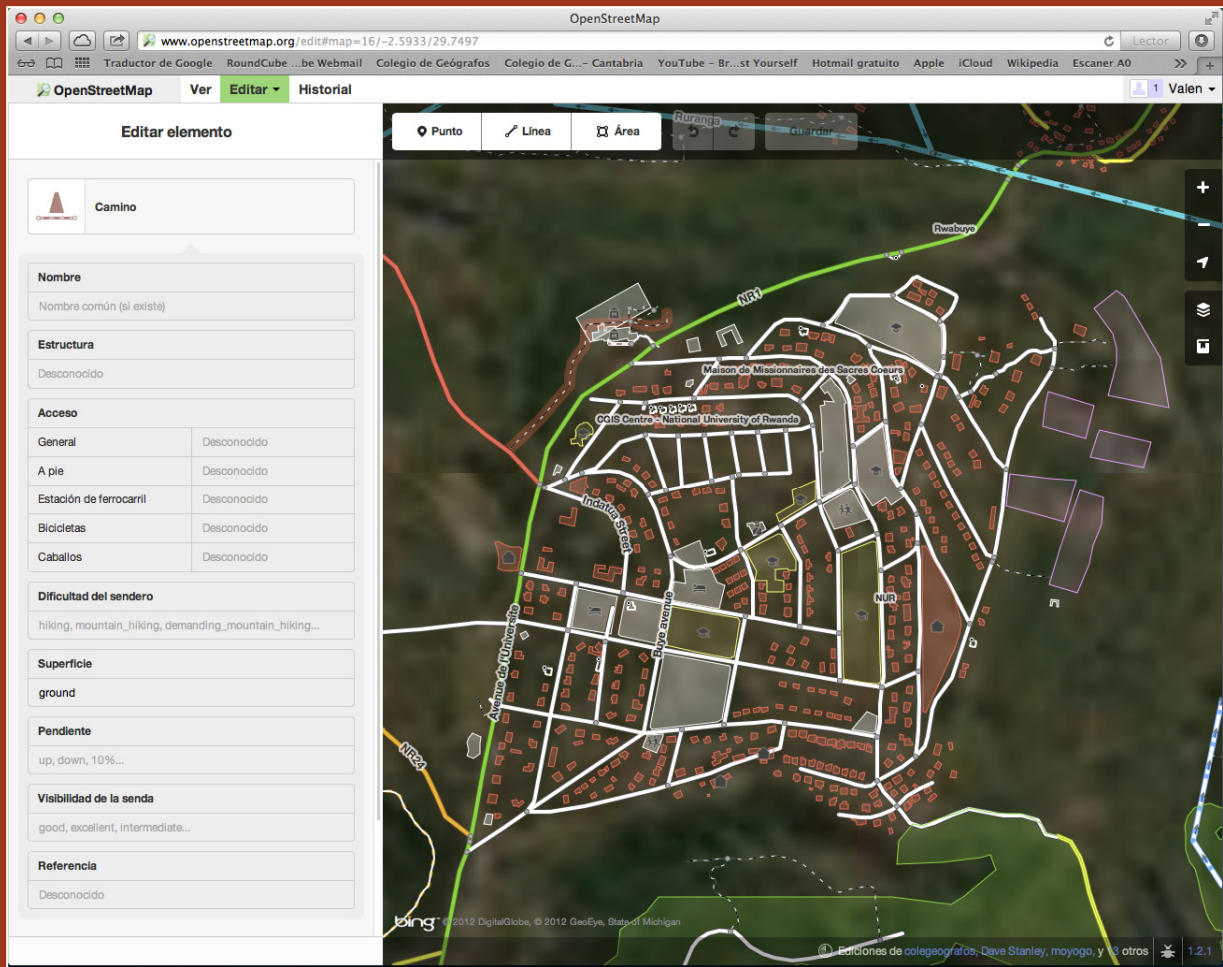 OpenStreetMap
www.openstreetmap.org/edit#map=16/-2.5933/29.7497
Lector
Traductor de Google RoundCube ...be Webmail Colegio de Geógrafos Colegio de G...- Cantabria YouTube - Br...st Yourself Hotmail gratuito Apple iCloud Wikipedia Escaner A0
OpenStreetMap Ver Editar Historial 1 Valen
Editar elemento
Punto Línea Área Guardar
Camino
Nombre
Nombre común (si existe)
Estructura
Desconocido
Acceso
General Desconocido
A pie Desconocido
Estación de ferrocarril Desconocido
Bicicletas Desconocido
Caballos Desconocido
Dificultad del sendero
hiking, mountain_hiking, demanding_mountain_hiking...
Superficie
ground
Pendiente
up, down, 10%...
Visibilidad de la senda
good, excellent, intermediate...
Referencia
Desconocido
Ruranga
Rwabuye
NR1
Maison de Missionnaires des Sacres Coeurs
CGIS Centre - National University of Rwanda
Indatwa Street
NUR
Buye avenue
Avenue de l'Universite
NR24
bing © 2012 DigitalGlobe, © 2012 GeoEye, State of Michigan
Ediciones de colegeografos, Dave Stanley, moyogo, y 13 otros 1.2.1